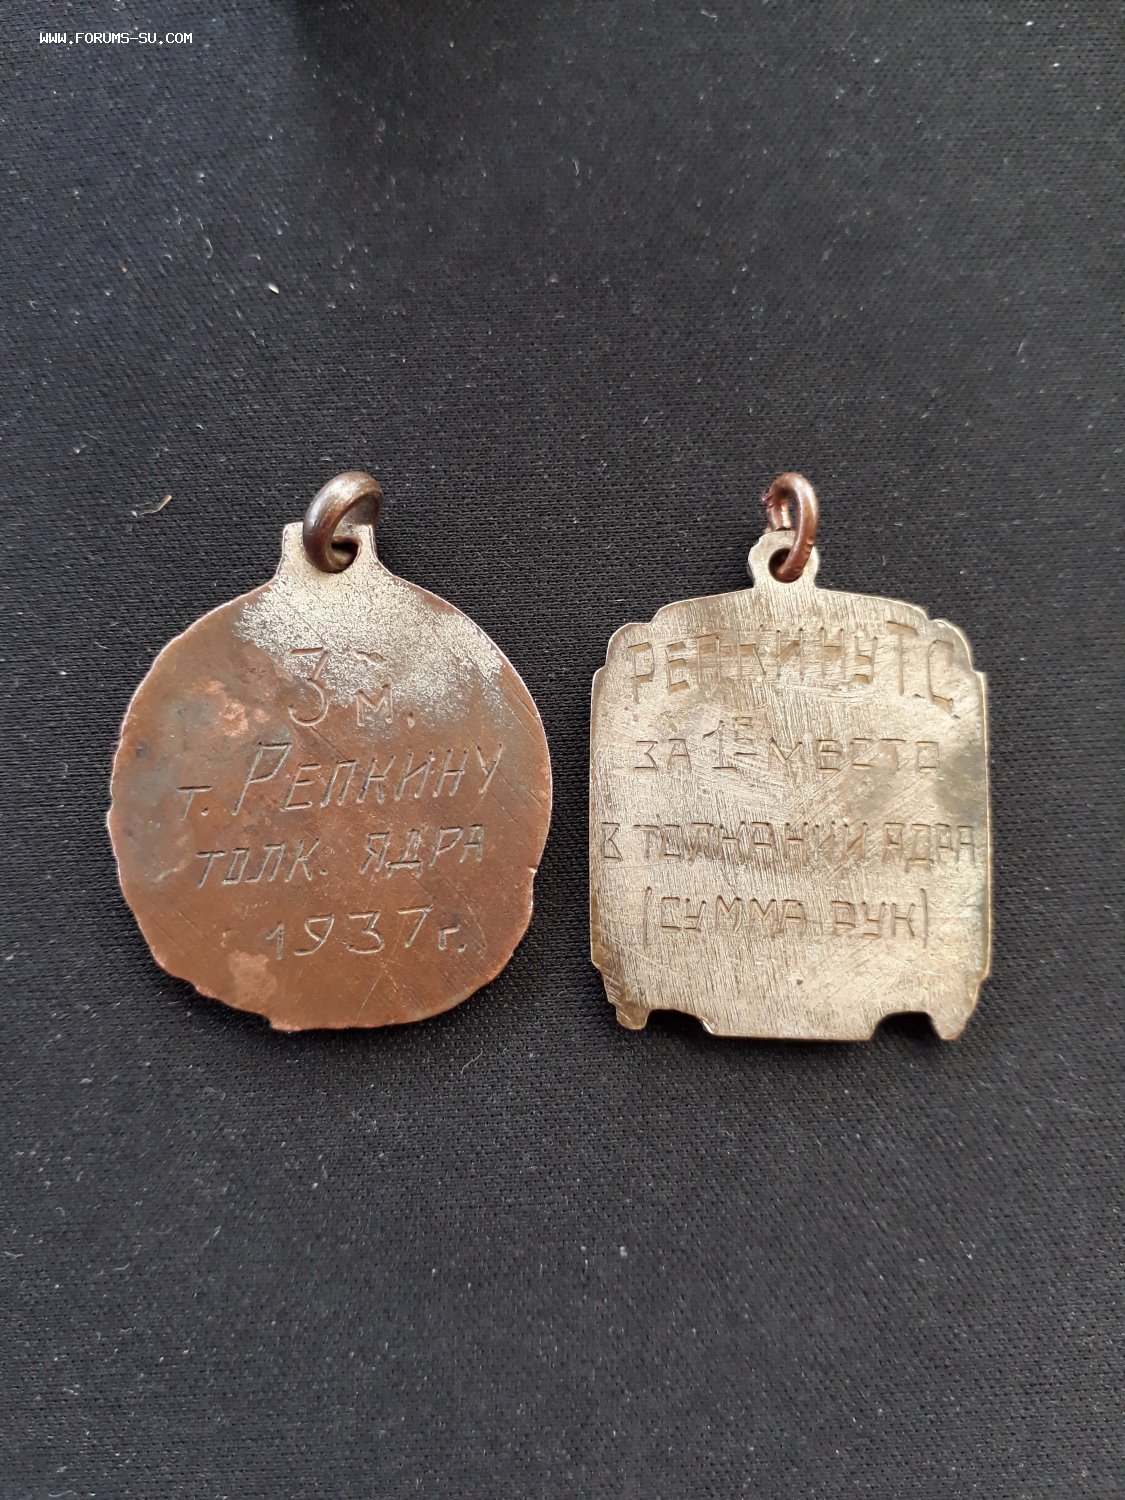 WWW.FORUMS-SU.COM
3 м.
т. Репкину
толк. ядра
1937 г.
РЕПКИНУ Т.С
ЗА 1Е МЕСТО
В ТОЛКАНИИ ЯДРА
(СУММА РУК)